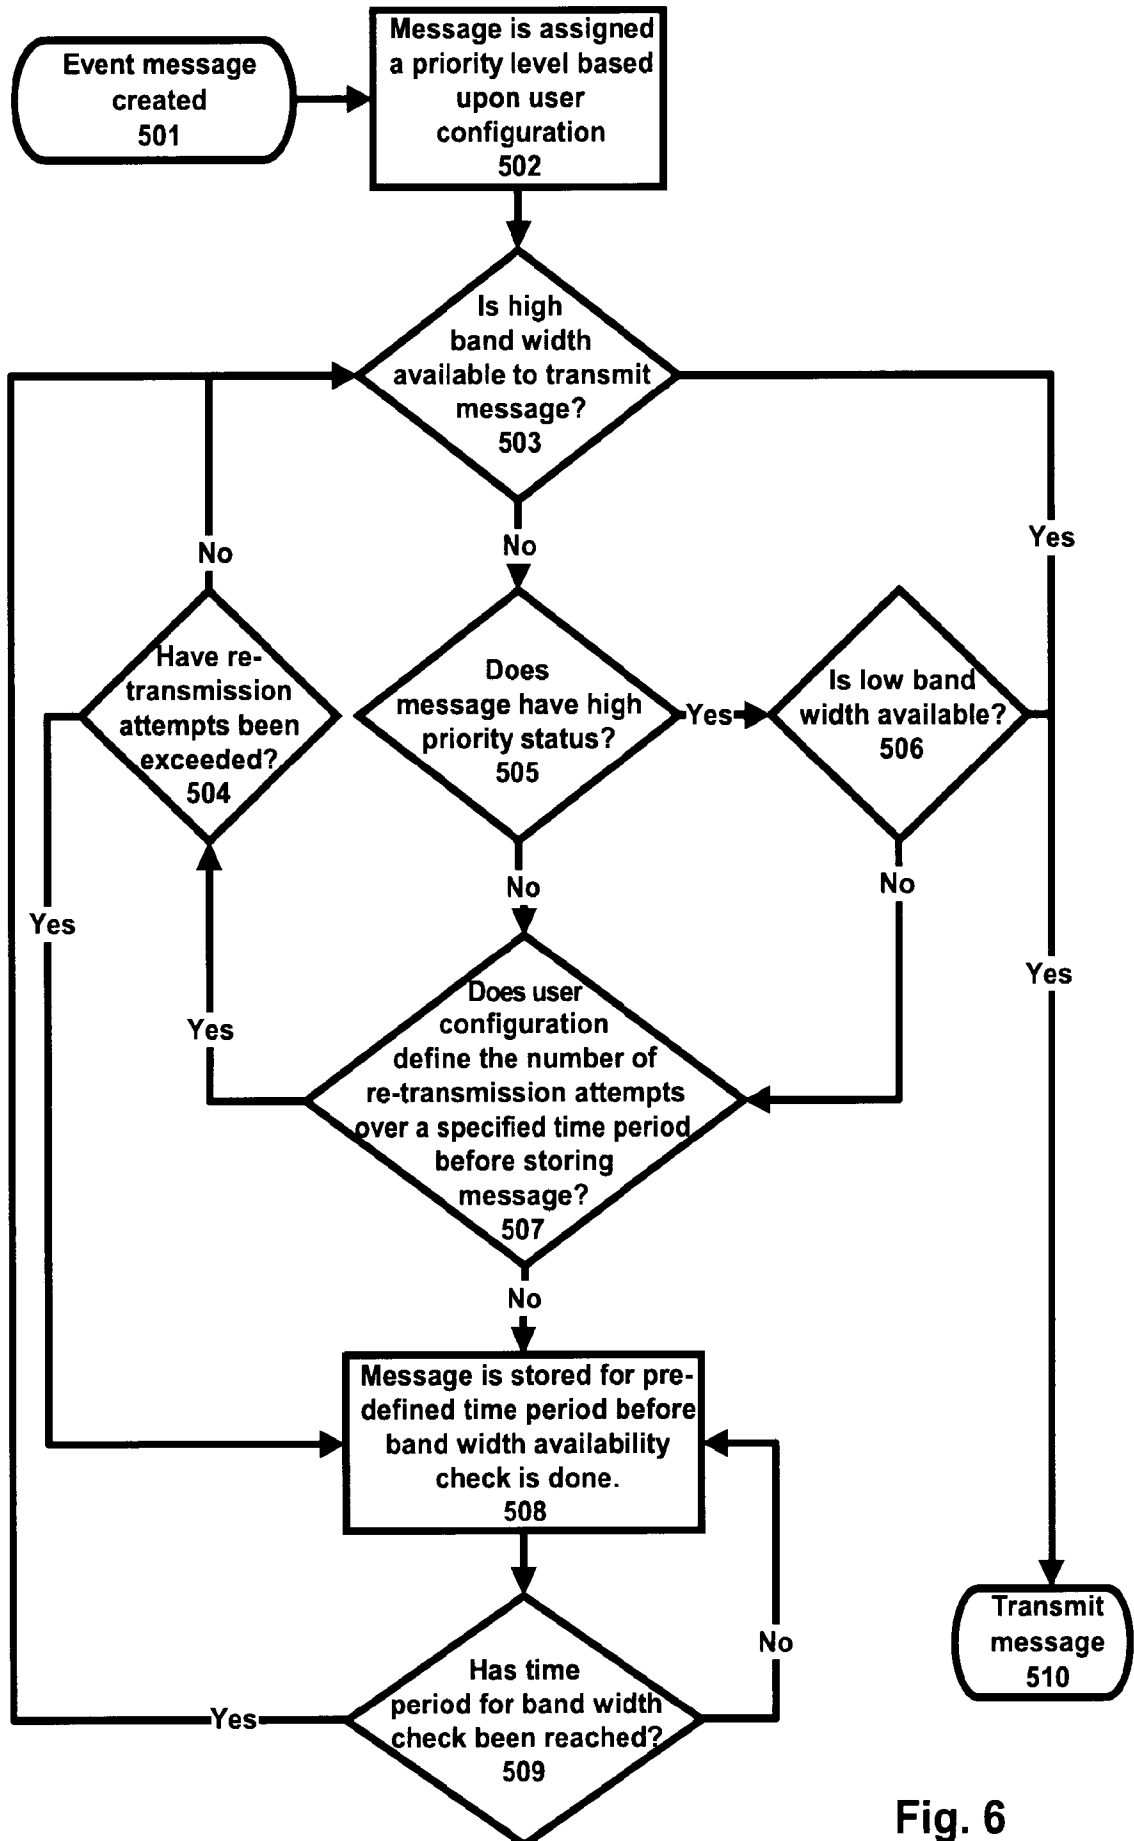 Event message
created
501
Message is assigned
a priority level based
upon user
configuration
502
Is high
band width
available to transmit
message?
503
Yes
No
No
Have re-
transmission
attempts been
exceeded?
504
Does
message have high
priority status?
505
Yes
Is low band
width available?
506
No
No
Yes
Yes
Yes
Does user
configuration
define the number of
re-transmission attempts
over a specified time period
before storing
message?
507
No
Message is stored for pre-
defined time period before
band width availability
check is done.
508
No
Has time
period for band width
check been reached?
509
Yes
Transmit
message
510
Fig. 6